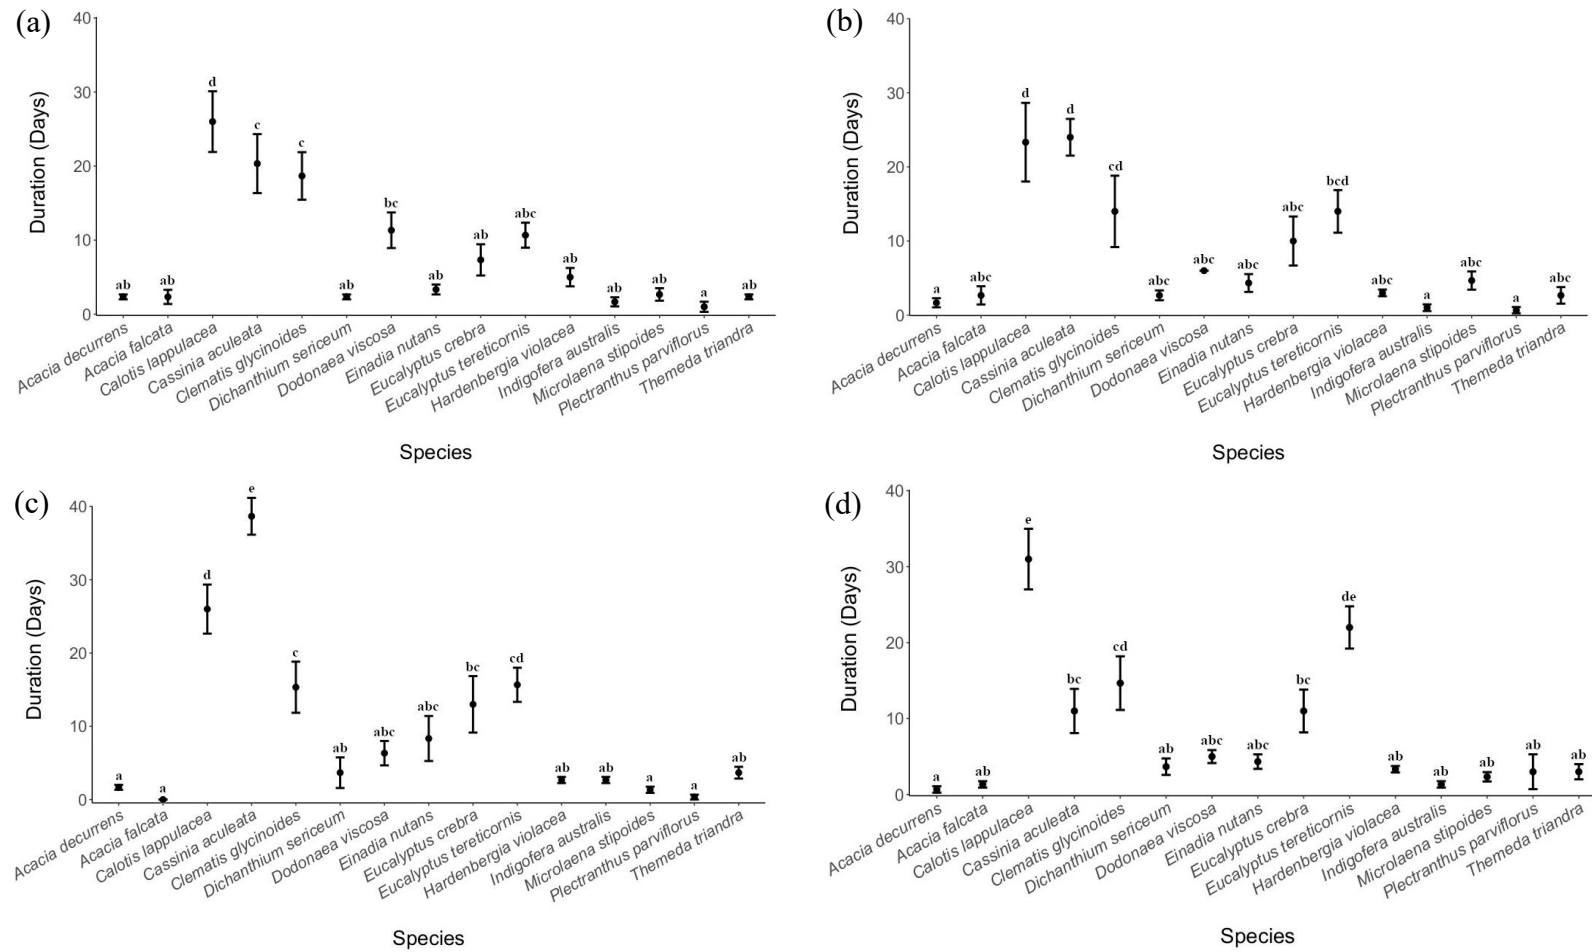 (a)
40
30
20
10
0
Duration (Days)
ab
ab
d
c
c
ab
bc
ab
ab
abc
ab
ab
ab
a
ab
Acacia decurrens
Acacia falcata
Calotis lappulacea
Cassinia aculeata
Clematis glycinoides
Dichanthium sericeum
Dodonaea viscosa
Einadia nutans
Eucalyptus crebra
Eucalyptus tereticornis
Hardenbergia violacea
Indigofera australis
Microlaena stipoides
Plectranthus parviflorus
Themeda triandra
Species
(b)
40
30
20
10
0
Duration (Days)
a
abc
d
d
cd
abc
abc
abc
abc
bcd
abc
a
abc
a
abc
Acacia decurrens
Acacia falcata
Calotis lappulacea
Cassinia aculeata
Clematis glycinoides
Dichanthium sericeum
Dodonaea viscosa
Einadia nutans
Eucalyptus crebra
Eucalyptus tereticornis
Hardenbergia violacea
Indigofera australis
Microlaena stipoides
Plectranthus parviflorus
Themeda triandra
Species
(c)
40
30
20
10
0
Duration (Days)
a
a
d
e
c
ab
abc
abc
bc
cd
ab
ab
a
a
ab
Acacia decurrens
Acacia falcata
Calotis lappulacea
Cassinia aculeata
Clematis glycinoides
Dichanthium sericeum
Dodonaea viscosa
Einadia nutans
Eucalyptus crebra
Eucalyptus tereticornis
Hardenbergia violacea
Indigofera australis
Microlaena stipoides
Plectranthus parviflorus
Themeda triandra
Species
(d)
40
30
20
10
0
Duration (Days)
a
ab
e
bc
cd
ab
abc
abc
bc
de
ab
ab
ab
ab
ab
Acacia decurrens
Acacia falcata
Calotis lappulacea
Cassinia aculeata
Clematis glycinoides
Dichanthium sericeum
Dodonaea viscosa
Einadia nutans
Eucalyptus crebra
Eucalyptus tereticornis
Hardenbergia violacea
Indigofera australis
Microlaena stipoides
Plectranthus parviflorus
Themeda triandra
Species